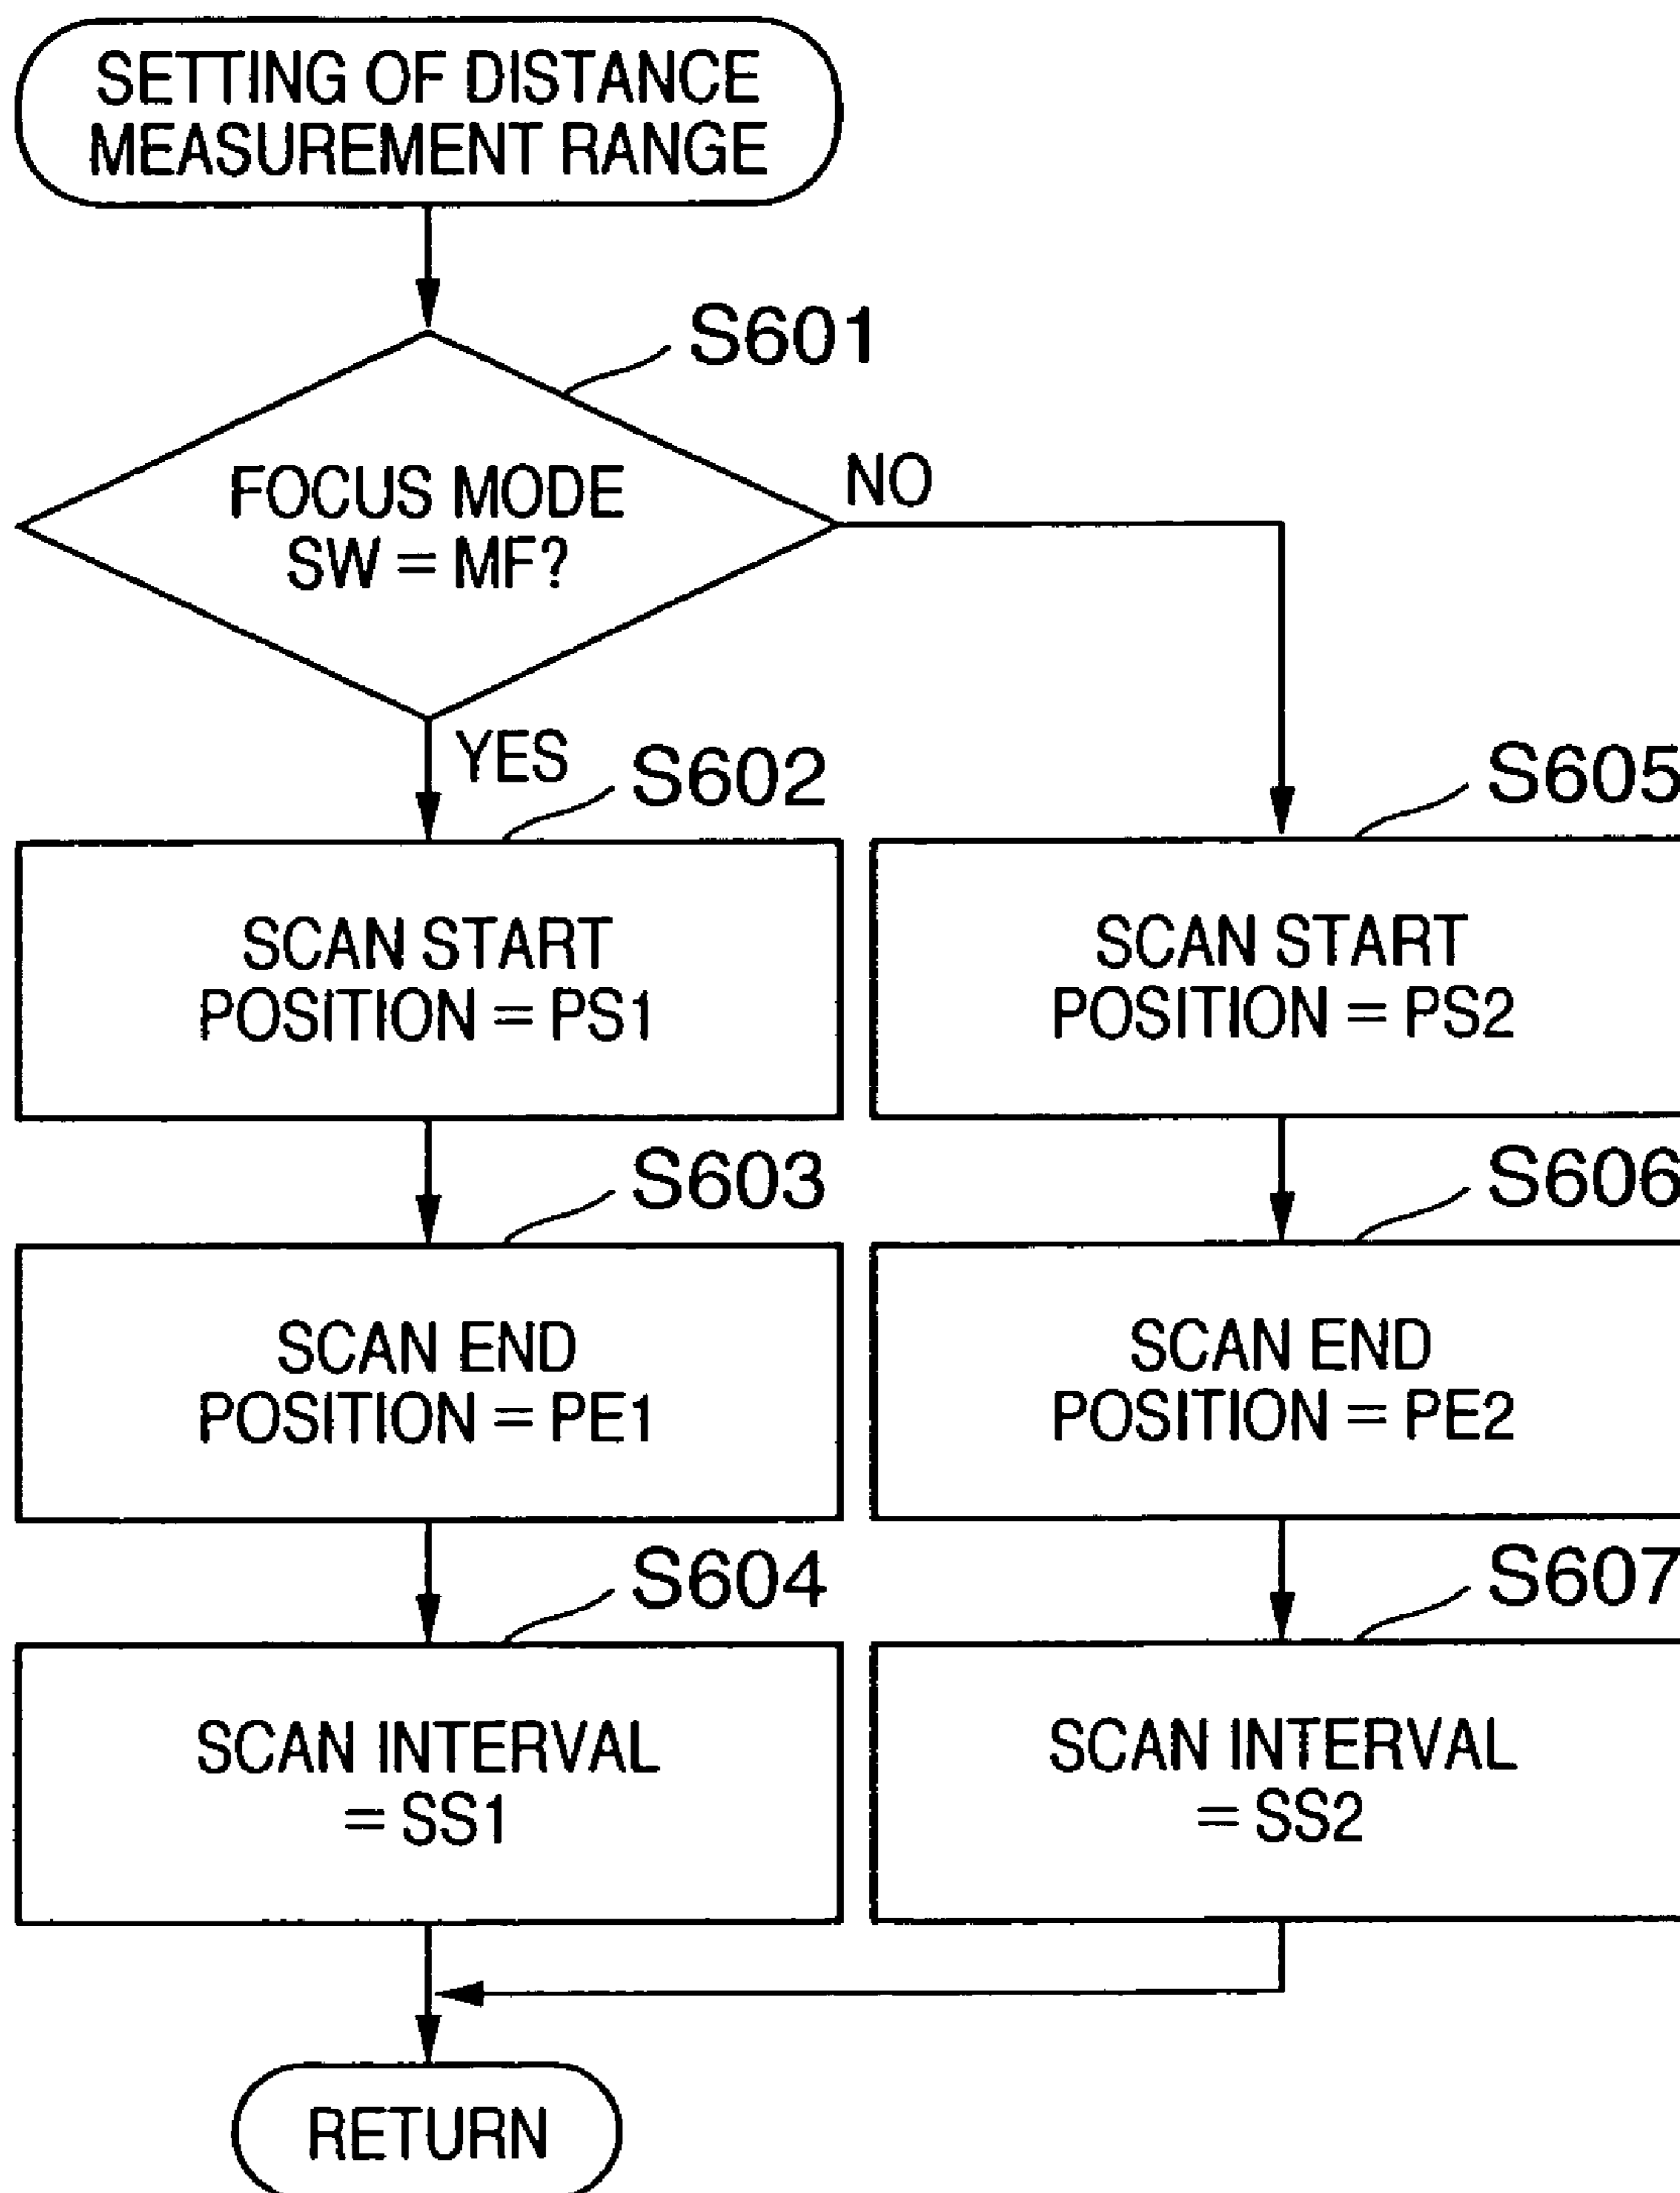 SETTING OF DISTANCE
MEASUREMENT RANGE
S601
FOCUS MODE
SW = MF?
NO
YES
S602
SCAN START
POSITION = PS1
S603
SCAN END
POSITION = PE1
S604
SCAN INTERVAL
= SS1
S605
SCAN START
POSITION = PS2
S606
SCAN END
POSITION = PE2
S607
SCAN INTERVAL
= SS2
RETURN